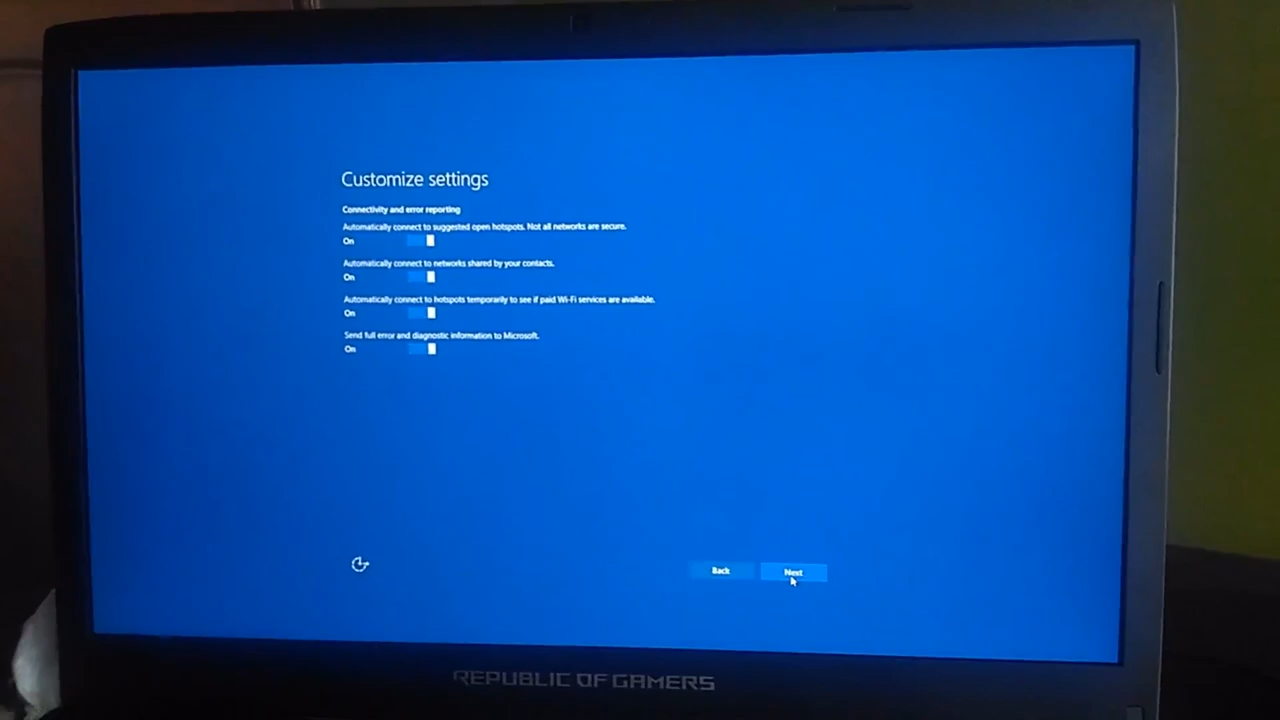 Customize settings
Connectivity and error reporting
Automatically connect to suggested open hotspots. Not all networks are secure.
On
Automatically connect to networks shared by your contacts.
On
Automatically connect to hotspots temporarily to see if paid Wi-Fi services are available.
On
Send full error and diagnostic information to Microsoft.
On
Back Next
REPUBLIC OF GAMERS